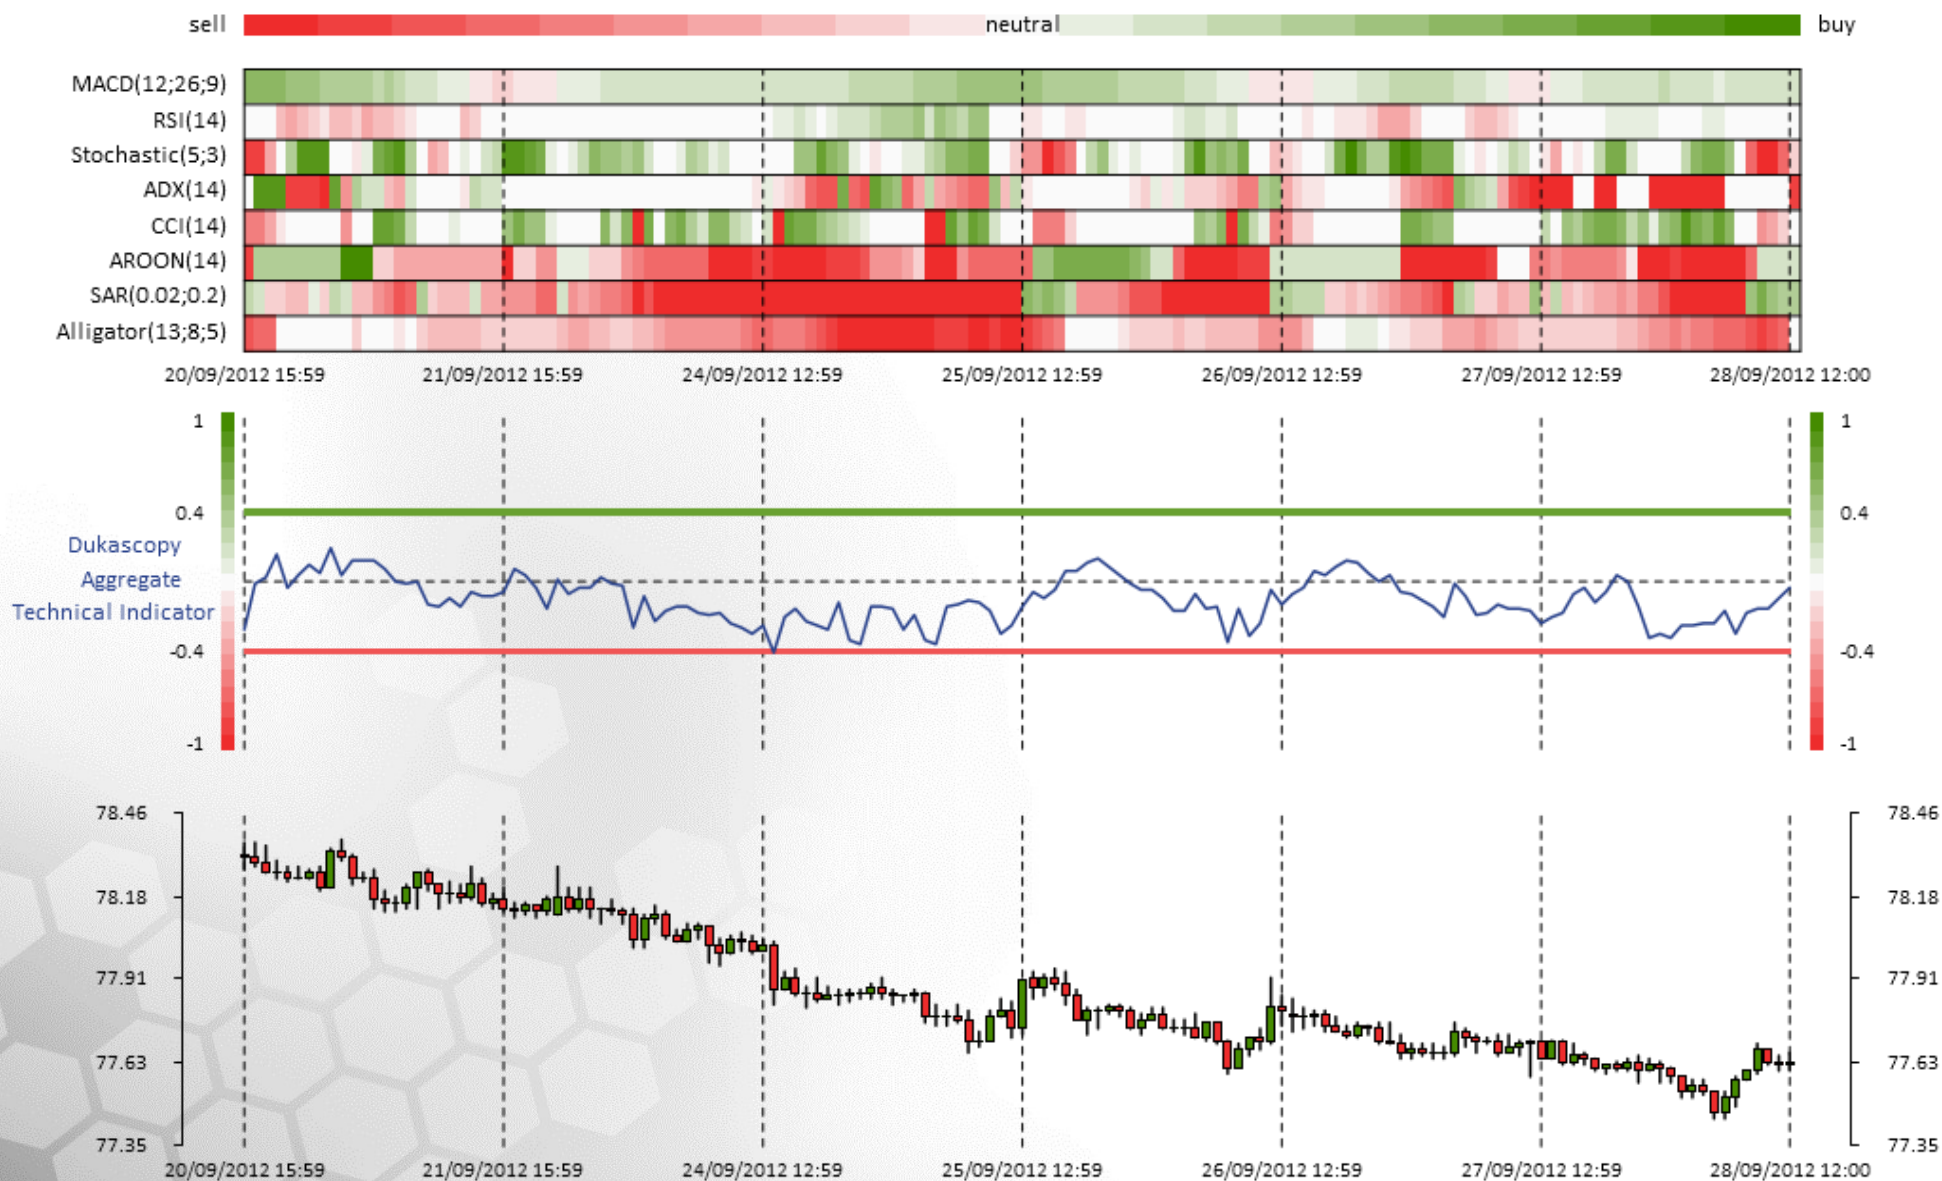 sell neutral buy
MACD(12;26;9)
RSI(14)
Stochastic(5;3)
ADX(14)
CCI(14)
AROON(14)
SAR(0.02;0.2)
Alligator(13;8;5)
20/09/2012 15:59 21/09/2012 15:59 24/09/2012 12:59 25/09/2012 12:59 26/09/2012 12:59 27/09/2012 12:59 28/09/2012 12:00
1 1
0.4 0.4
Dukascopy
Aggregate
Technical Indicator
-0.4 -0.4
-1 -1
78.46 78.46
78.18 78.18
77.91 77.91
77.63 77.63
77.35 77.35
20/09/2012 15:59 21/09/2012 15:59 24/09/2012 12:59 25/09/2012 12:59 26/09/2012 12:59 27/09/2012 12:59 28/09/2012 12:00